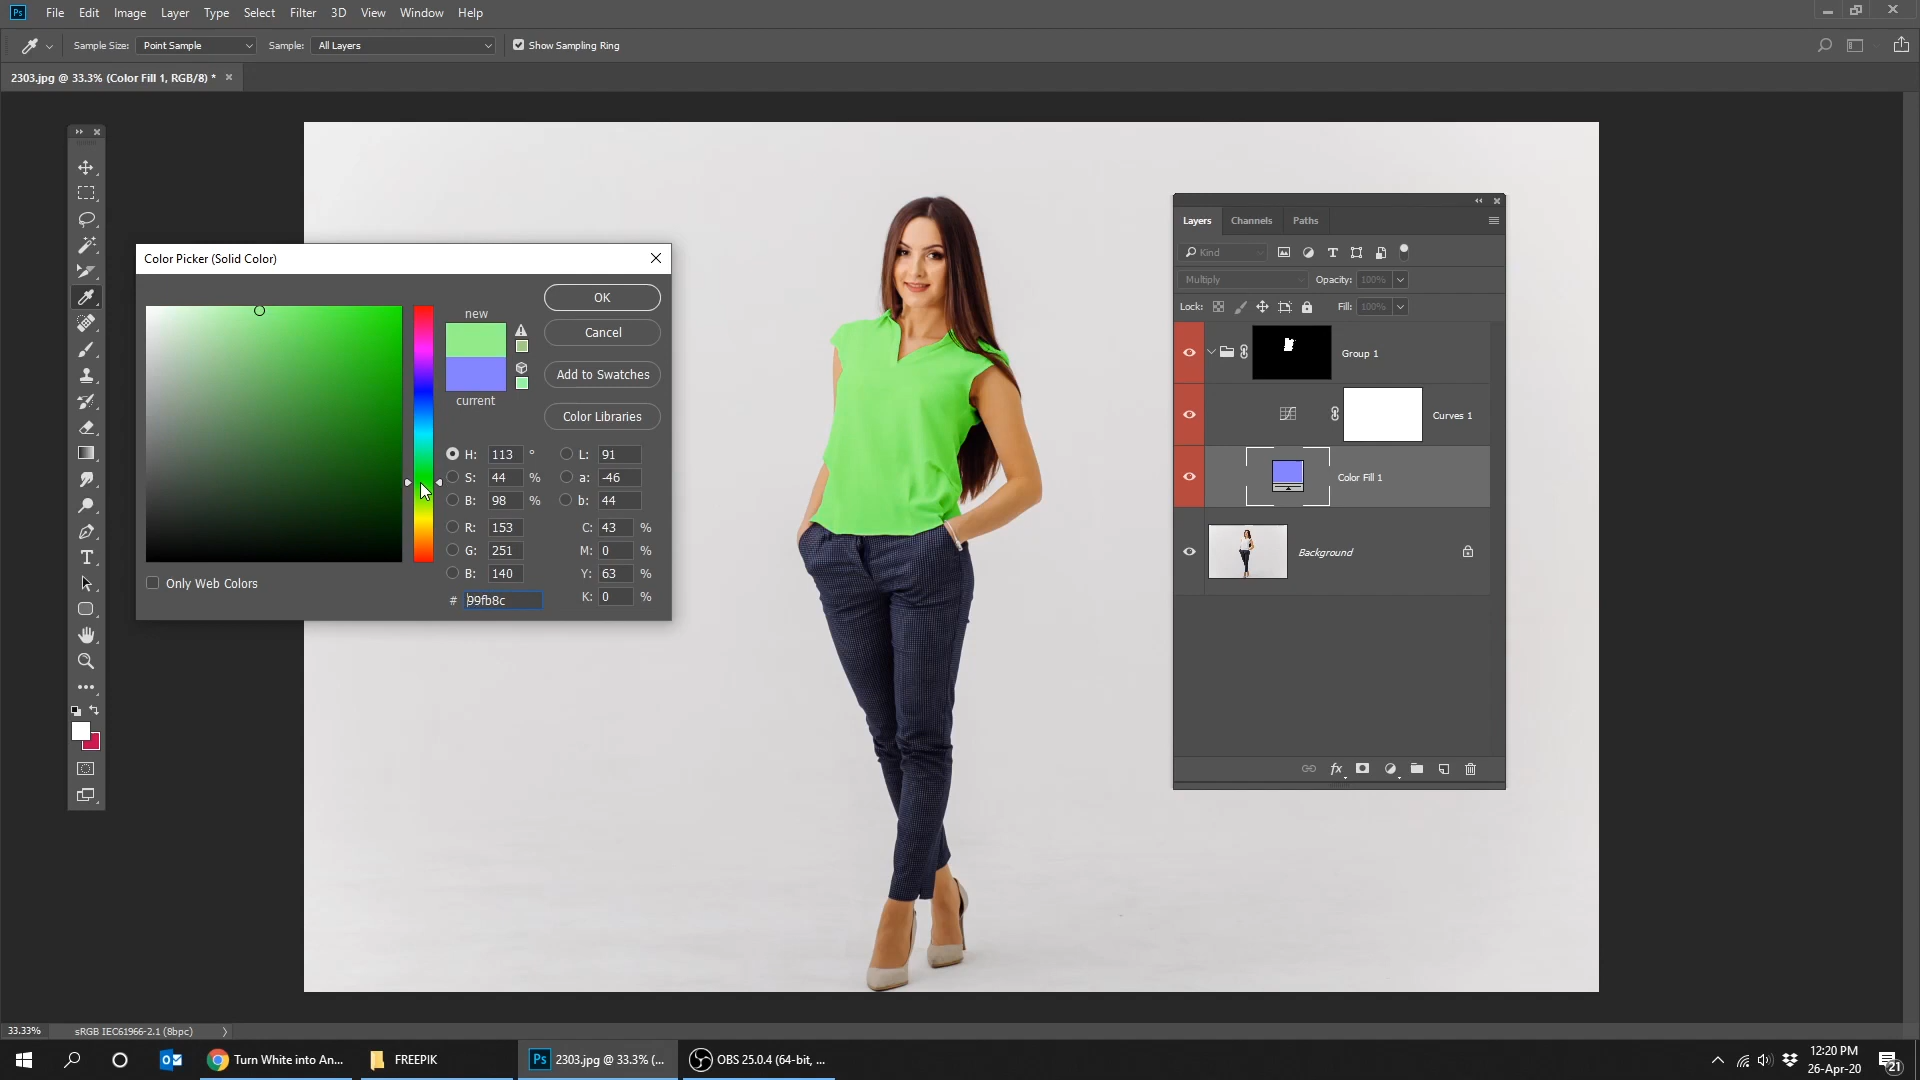 Ps File Edit Image Layer Type Select Filter 3D View Window Help
Sample Size: Point Sample Sample: All Layers Show Sampling Ring
2303.jpg @ 33.3% (Color Fill 1, RGB/8) *
Color Picker (Solid Color)
new
current
OK
Cancel
Add to Swatches
Color Libraries
H: 113 ° L: 91
S: 44 % a: -46
B: 98 % b: 44
R: 153 C: 43 %
G: 251 M: 0 %
B: 140 Y: 63 %
# 99fb8c K: 0 %
Only Web Colors
Layers Channels Paths
Kind
Multiply Opacity: 100%
Lock: Fill: 100%
Group 1
Curves 1
Color Fill 1
Background
fx
33.33% sRGB IEC61966-2.1 (8bpc)
Turn White into An... FREEPIK Ps 2303.jpg @ 33.3% (... OBS 25.0.4 (64-bit, ...
12:20 PM
26-Apr-20
21